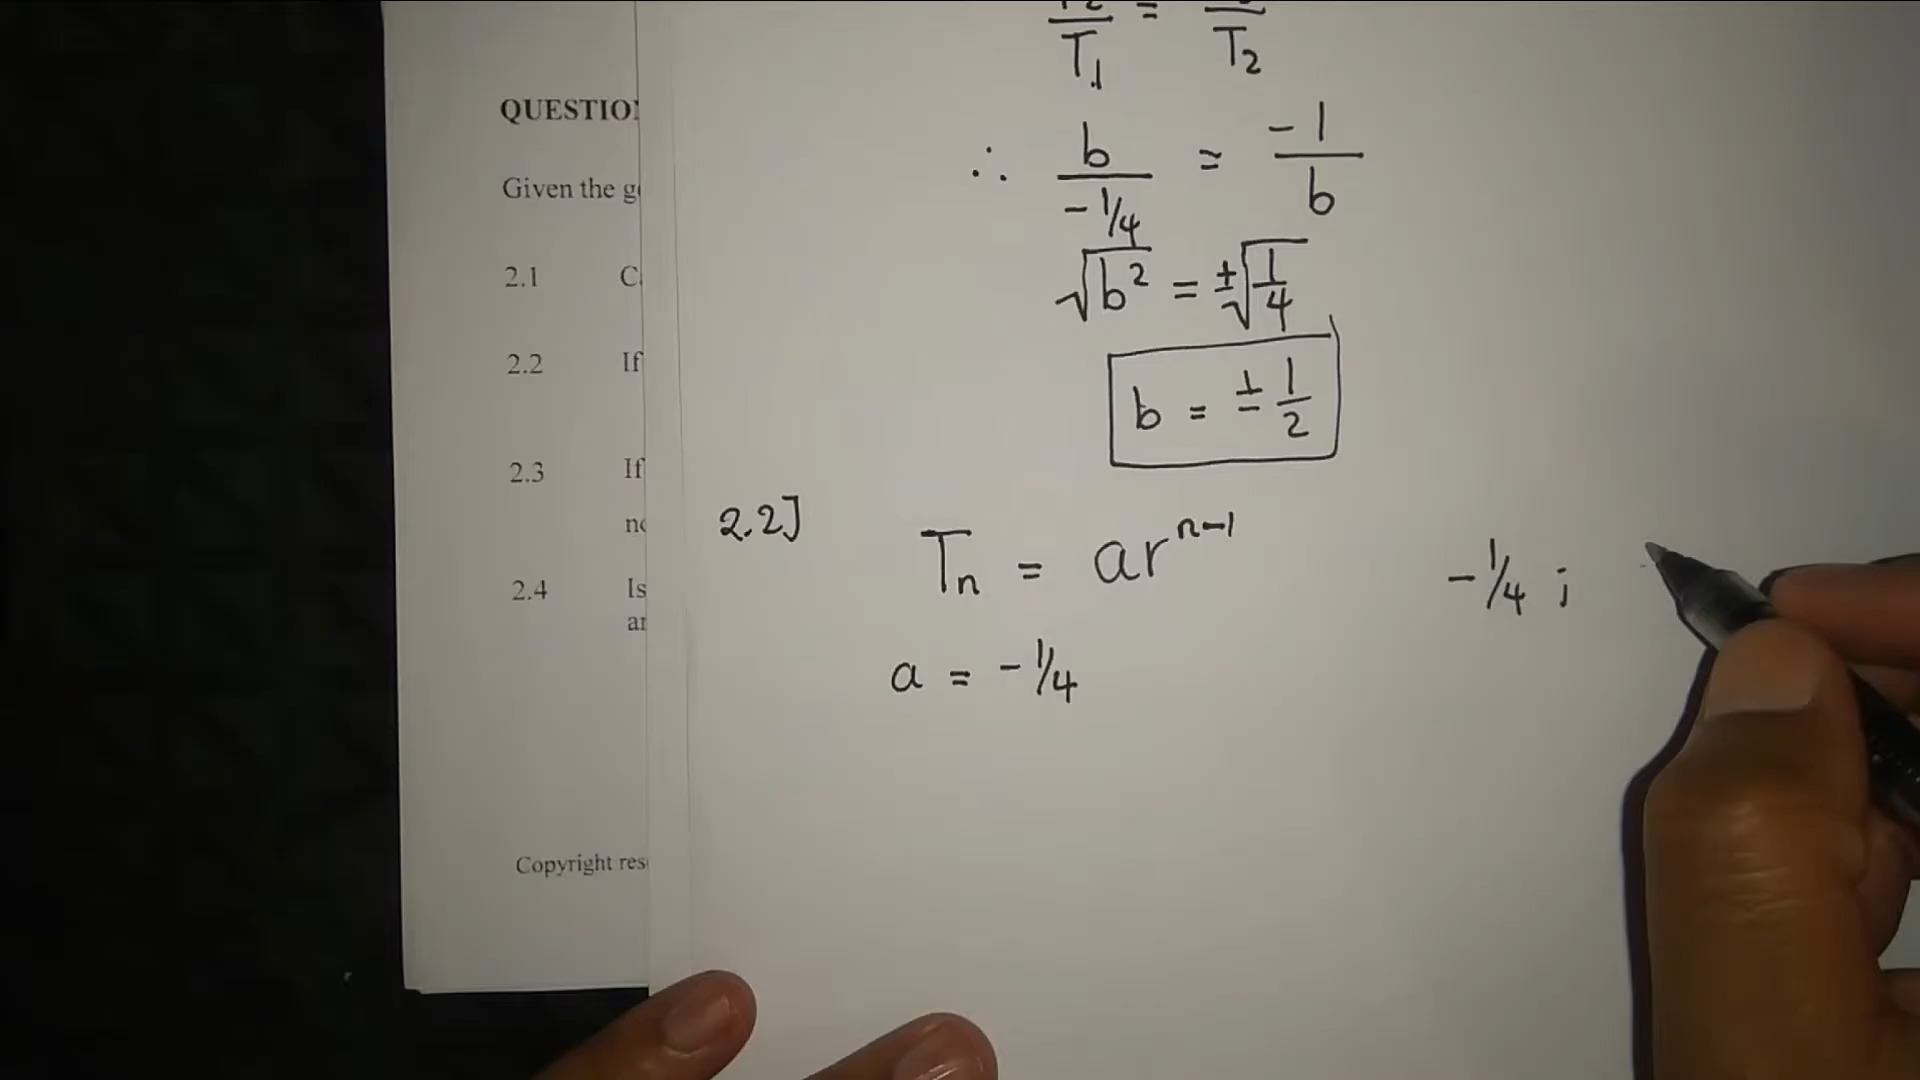 QUESTIO
Given the g
2.1 C
2.2 If
2.3 If
no
2.4 Is
ar
Copyright res
T₁ = T₂
∴ b/-1/4 = -1/b
√b² = ±√1/4
b = ± 1/2
2.2] Tn = ar^n-1
-1/4 ;
a = -1/4